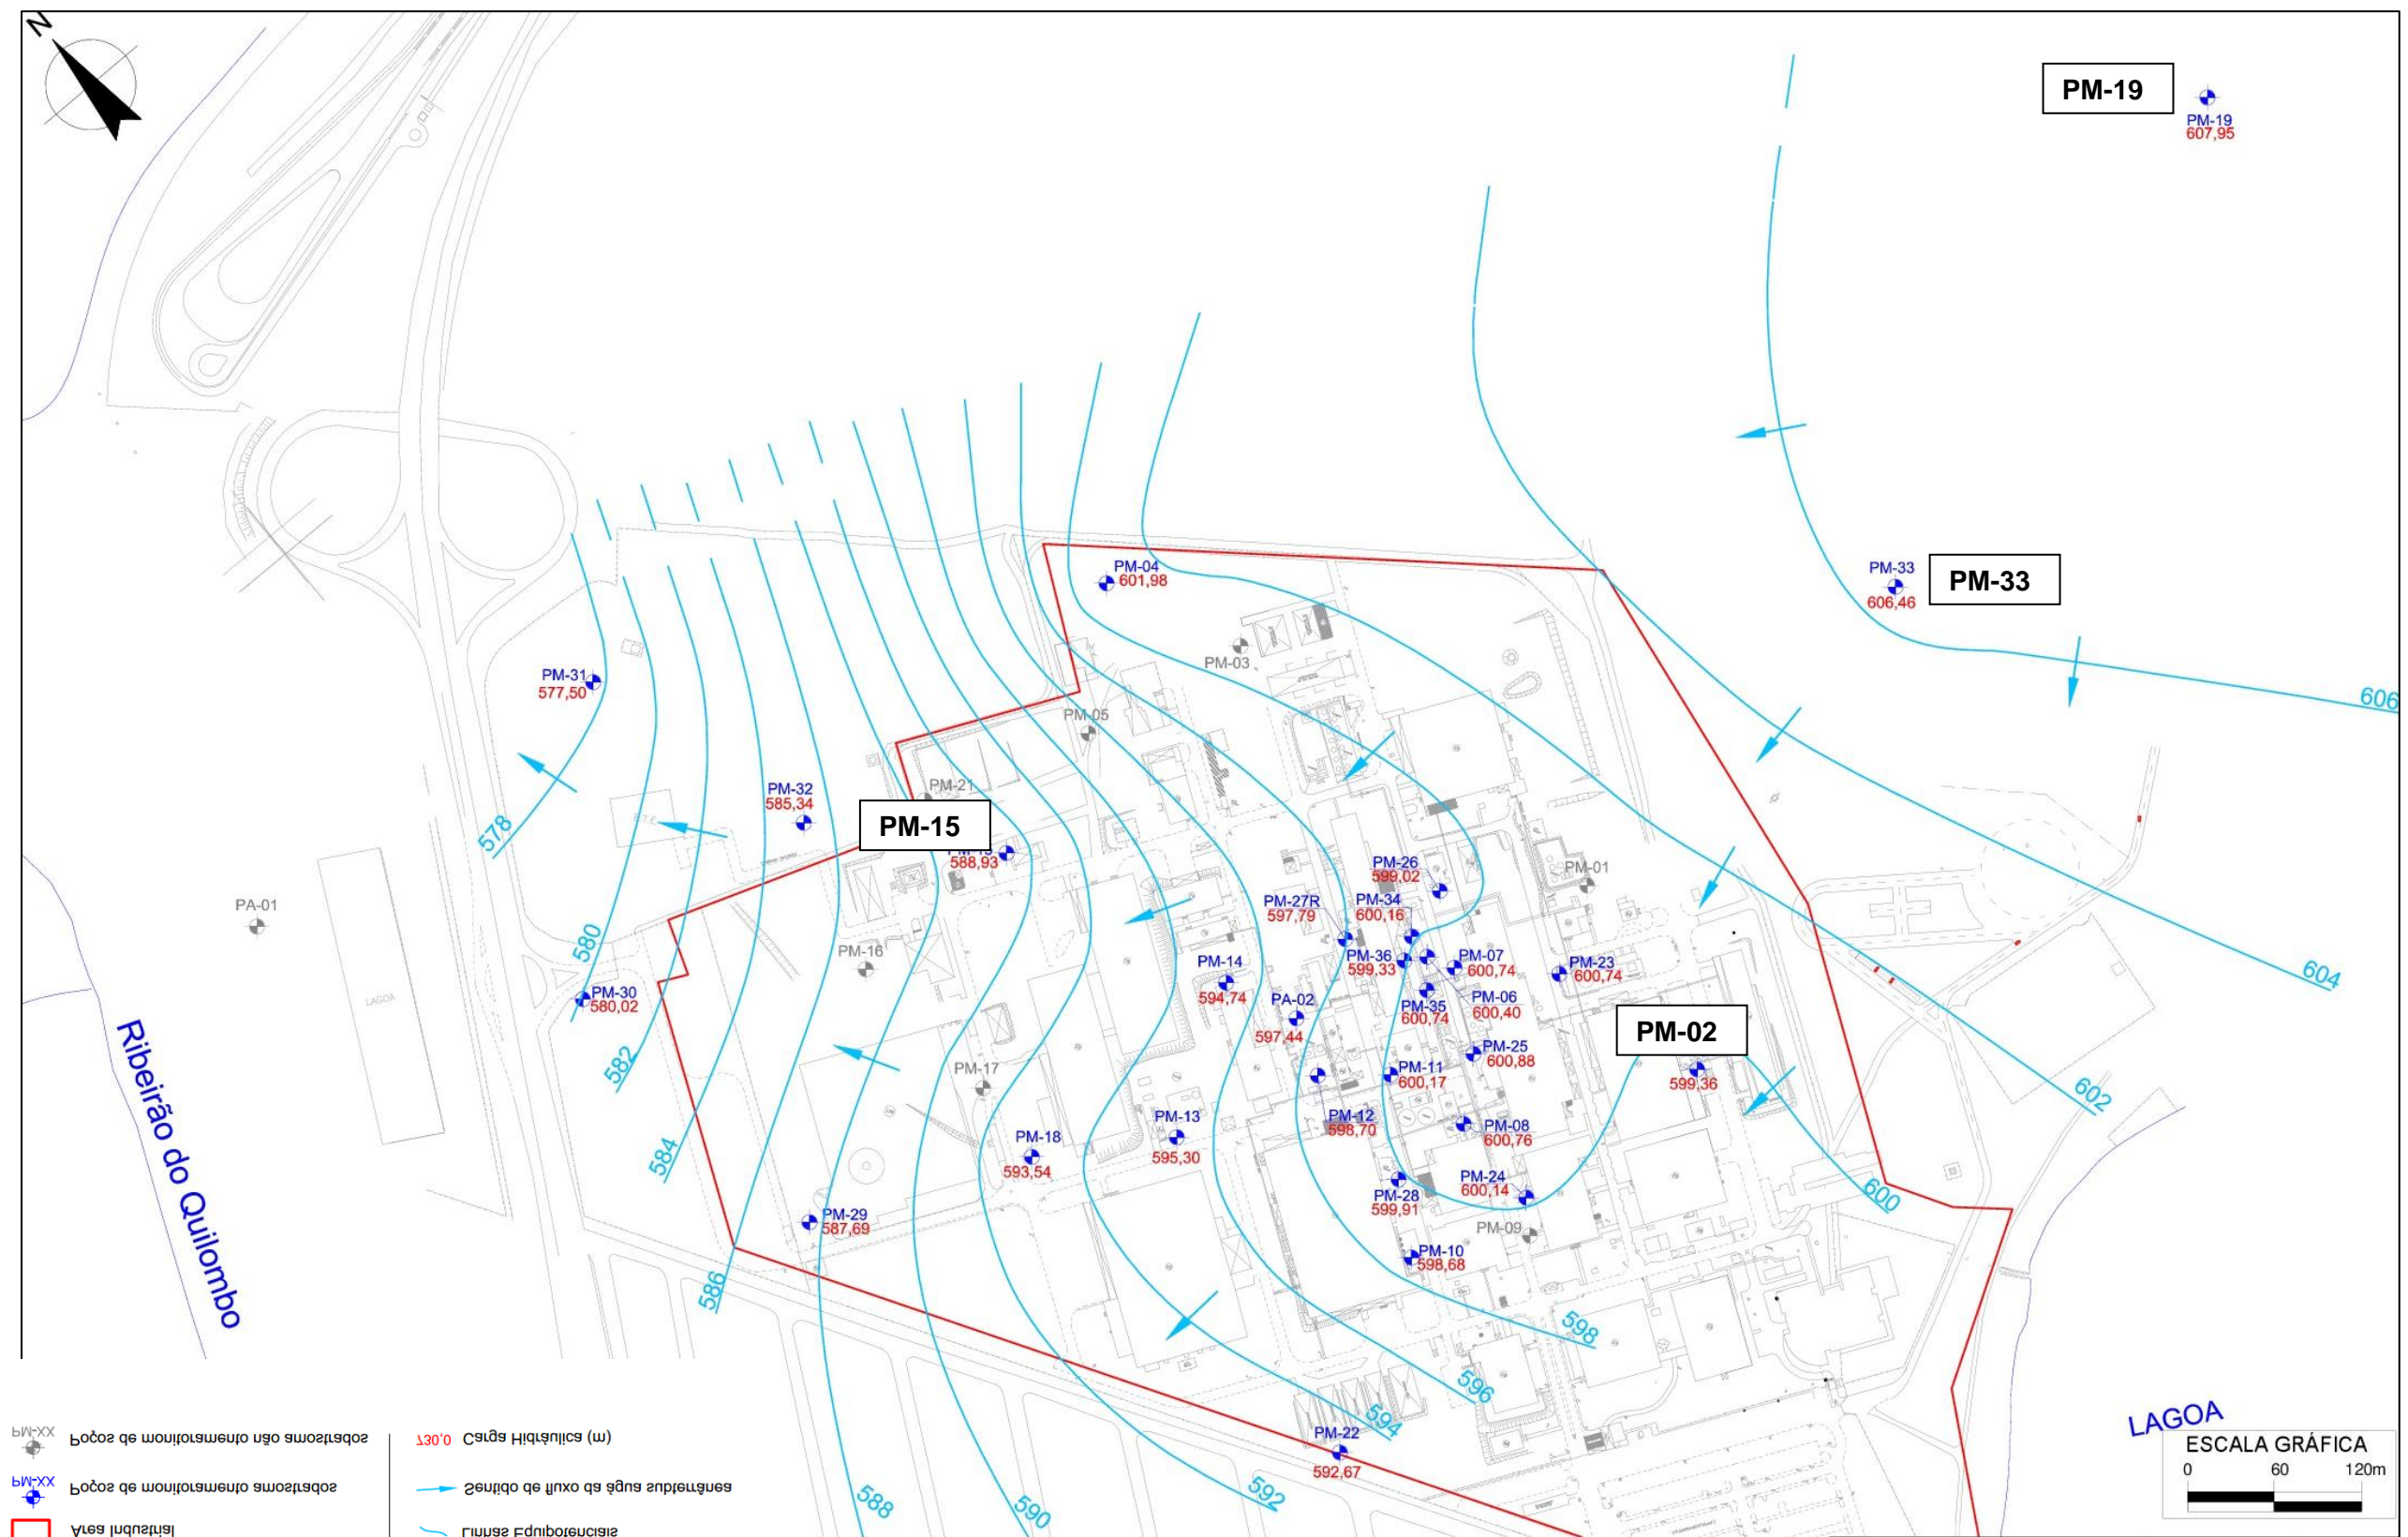 N
PM-19
PM-19
607,95
PM-04
601,98
PM-33
606,46
PM-33
PM-03
PM-31
577,50
606
PM-05
PM-32
585,34
PM-21
PM-15
588,93
578
E.T.E.
PM-26
599,02
PM-01
PM-27R
597,79
PM-34
600,16
PA-01
580
PM-16
PM-14
594,74
PM-36
599,33
PM-07
600,74
PM-23
600,74
604
LAGOA
PM-30
580,02
PA-02
597,44
PM-35
600,74
PM-06
600,40
PM-02
599,36
PM-25
600,88
582
PM-17
PM-11
600,17
602
Ribeirão do Quilombo
584
PM-18
593,54
PM-13
595,30
PM-12
598,70
PM-08
600,76
PM-24
600,14
600
PM-29
587,69
PM-28
599,91
PM-09
586
PM-10
598,68
598
596
594
592
590
588
PM-22
592,67
LAGOA
ESCALA GRÁFICA
0 60 120m
PM-XX Poços de monitoramento não amostrados
730,0 Carga Hidráulica (m)
PM-XX Poços de monitoramento amostrados
Sentido de fluxo da água subterrânea
Área Industrial
Linhas Equipotenciais